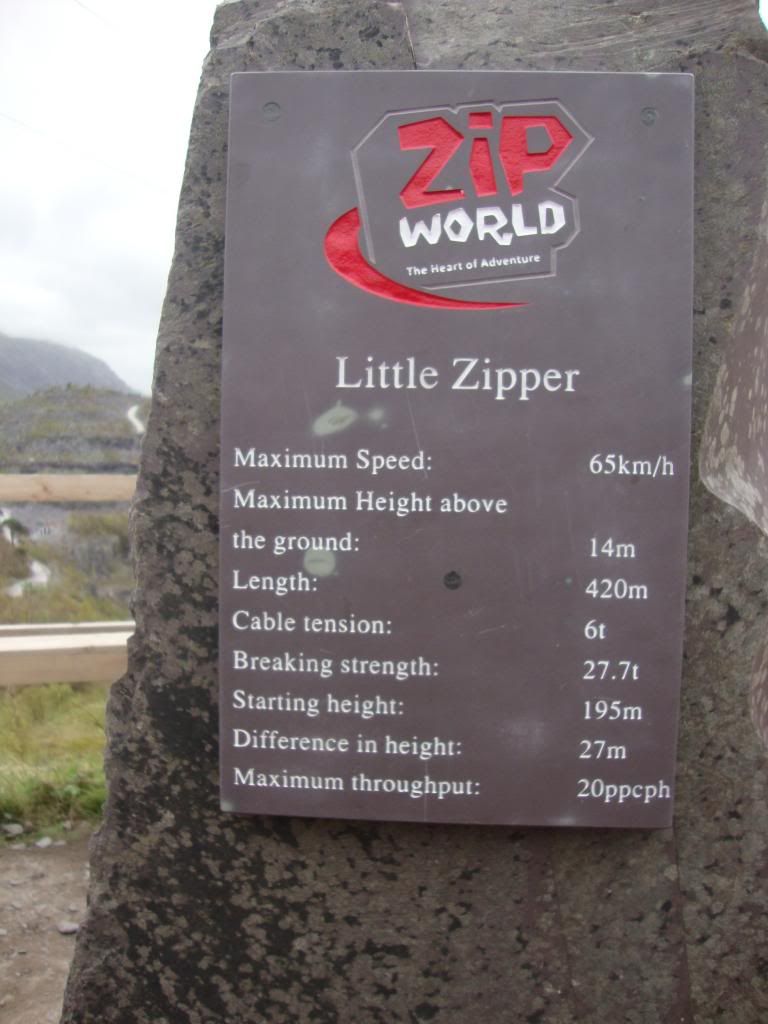 ZiP
WORLD
The Heart of Adventure
Little Zipper
Maximum Speed: 65km/h
Maximum Height above
the ground: 14m
Length: 420m
Cable tension: 6t
Breaking strength: 27.7t
Starting height: 195m
Difference in height: 27m
Maximum throughput: 20ppcph